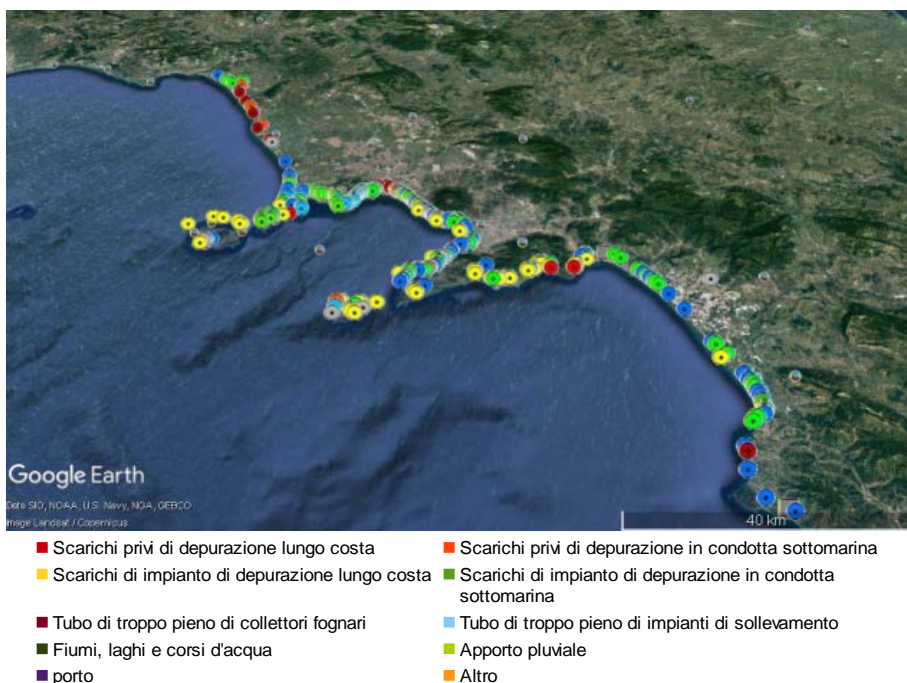 Google Earth
Data SIO, NOAA, U.S. Navy, NGA, GEBCO
Image Landsat / Copernicus
40 km
Scarichi privi di depurazione lungo costa
Scarichi privi di depurazione in condotta sottomarina
Scarichi di impianto di depurazione lungo costa
Scarichi di impianto di depurazione in condotta
sottomarina
Tubo di troppo pieno di collettori fognari
Tubo di troppo pieno di impianti di sollevamento
Fiumi, laghi e corsi d'acqua
Apporto pluviale
porto
Altro